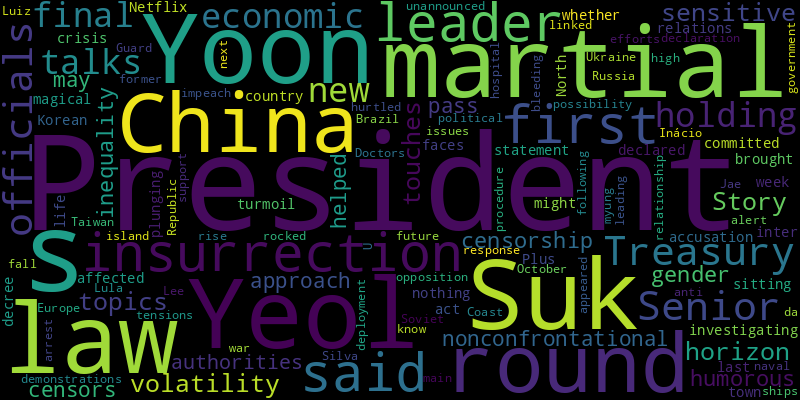 Luiz
final
Netflix
economic
unannounced
leader
whether
linked
sensitive
relations
efforts
declaration
officials
crisis
talks
Guard
Yoon
next
martial
hospital
bleeding
North
Ukraine
Russia
high
government
may
magical
former
impeach
country
new
hurtled
Brazil
touches
pass
political
issues
possibility
holding
Korean
inequality
China
Doctors
faces
first
Inácio
committed
declared
statement
brought
life
plunging
Republic
support
turmoil
helped
President
might
procedure
following
myung
leading
relationship
Jae
week
Story
alert
Taiwan
island
rise
rocked
future
response
censorship
accusation
inter
S
insurrection
U
Plus
October
Treasury
fall
affected
approach
opposition
Suk
appeared
gender
sitting
decree
Lula
topics
Lee
Yeol
deployment
nothing
act
Coast
Senior
anti
da
Europe
tensions
Soviet
know
nonconfrontational
investigating
law
arrest
war
authorities
Silva
said
round
horizon
last
naval
demonstrations
censors
volatility
main
humorous
town
ships